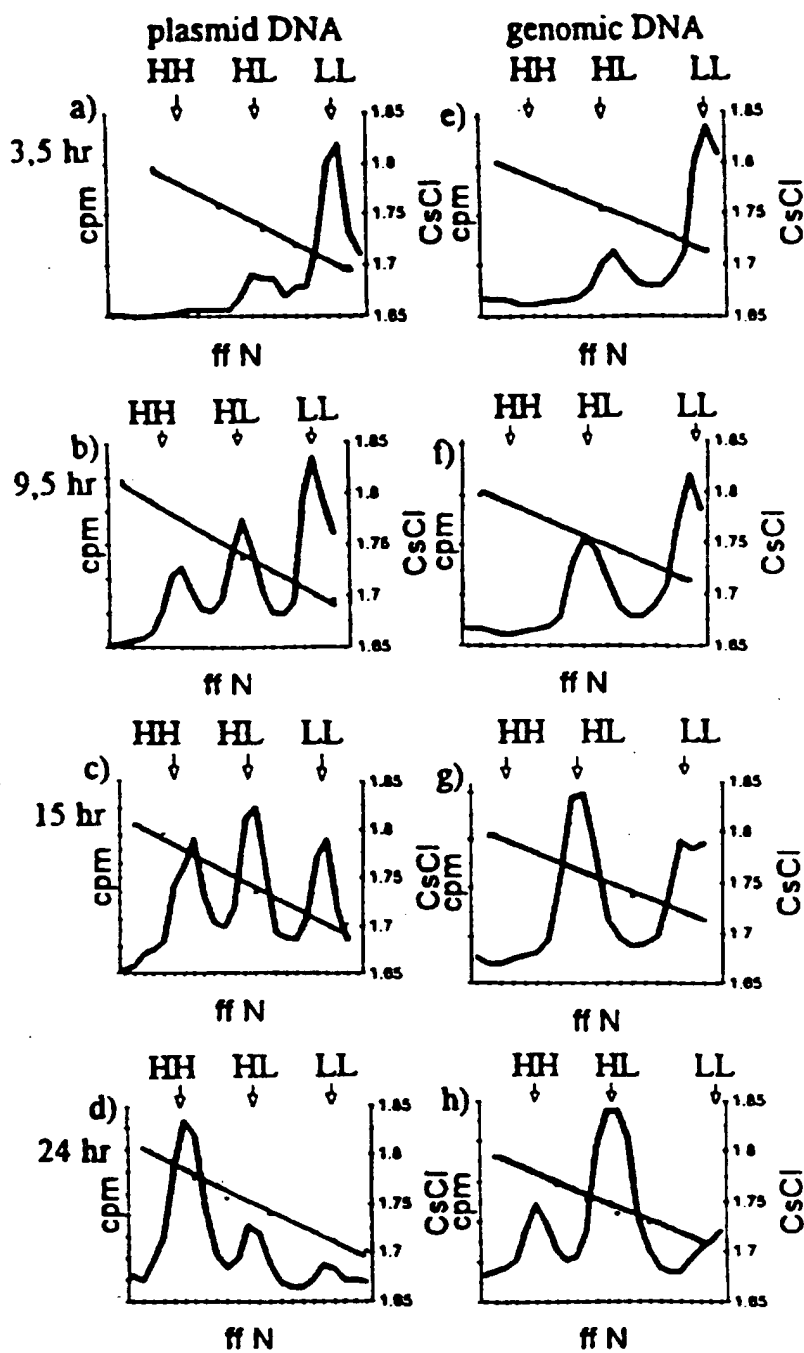 plasmid DNA genomic DNA
HH HL LL HH HL LL
a) e)
3,5 hr
cpm CsCl cpm CsCl
1.85 1.8 1.75 1.7 1.65
1.85 1.8 1.75 1.7 1.65
ff N ff N
HH HL LL HH HL LL
b) f)
9,5 hr
cpm CsCl cpm CsCl
1.85 1.8 1.75 1.7 1.65
1.85 1.8 1.75 1.7 1.65
ff N ff N
HH HL LL HH HL LL
c) g)
15 hr
cpm CsCl cpm CsCl
1.85 1.8 1.75 1.7 1.65
1.85 1.8 1.75 1.7 1.65
ff N ff N
HH HL LL HH HL LL
d) h)
24 hr
cpm CsCl cpm CsCl
1.85 1.8 1.75 1.7 1.65
1.85 1.8 1.75 1.7 1.65
ff N ff N